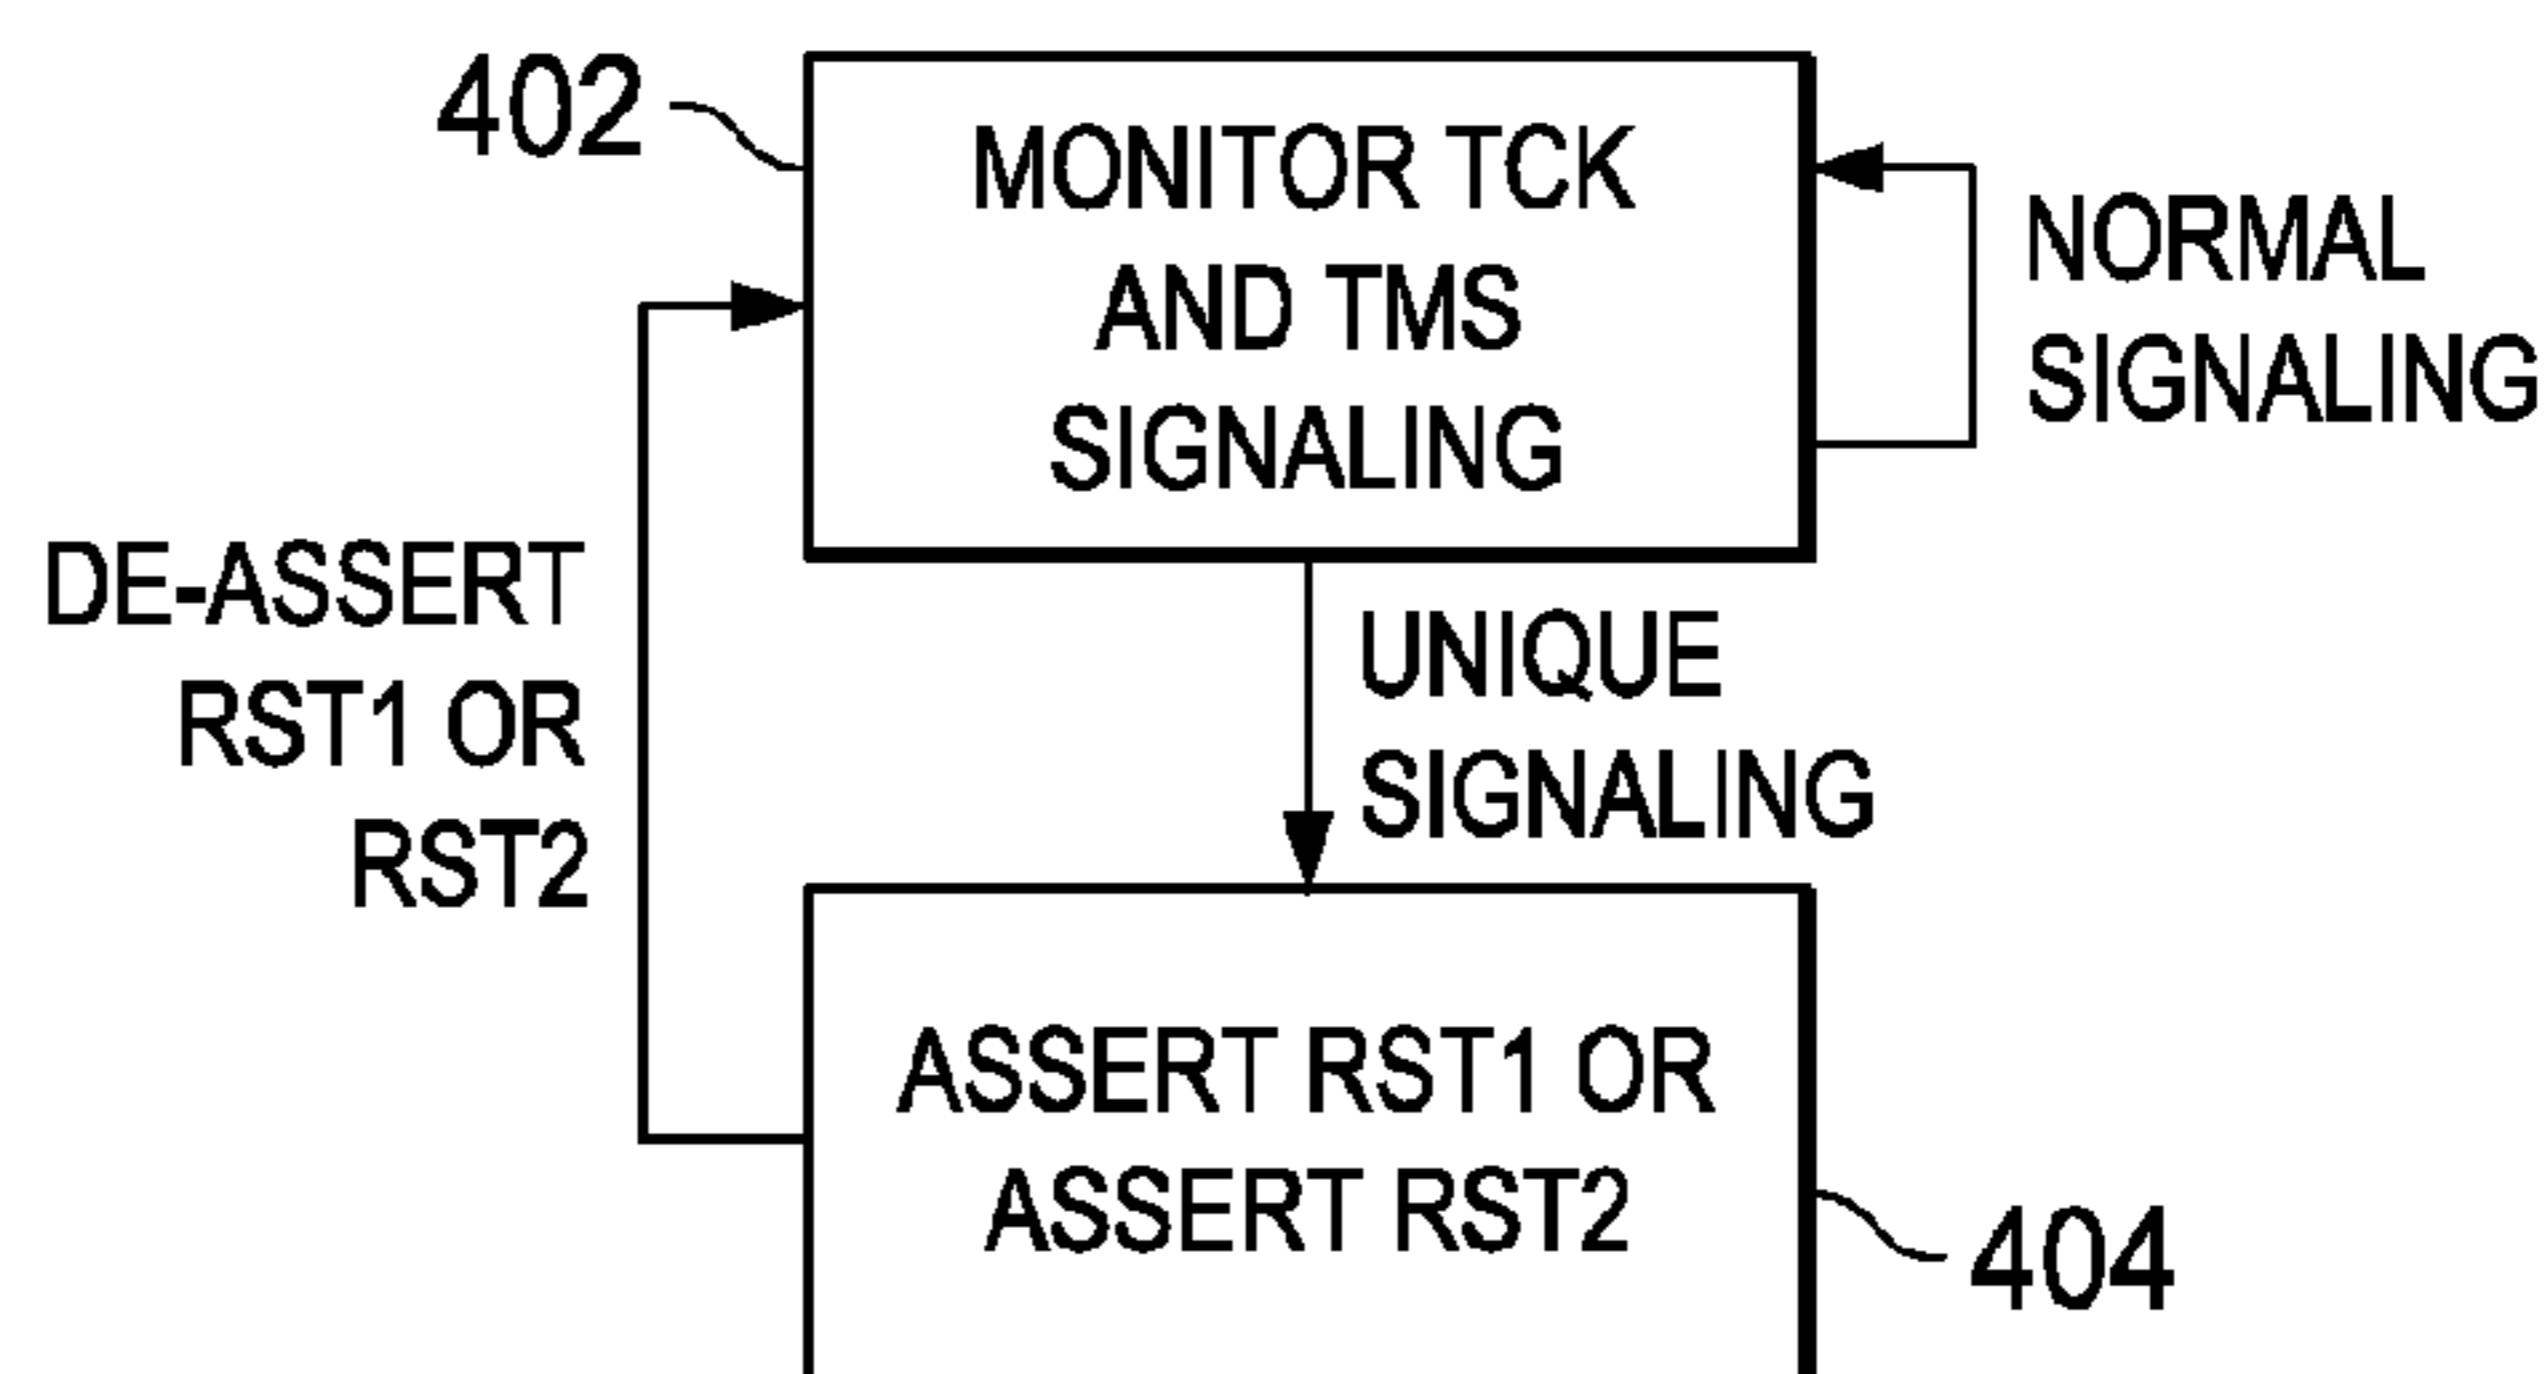 402
MONITOR TCK
AND TMS
SIGNALING
NORMAL
SIGNALING
DE-ASSERT
RST1 OR
RST2
UNIQUE
SIGNALING
ASSERT RST1 OR
ASSERT RST2
404